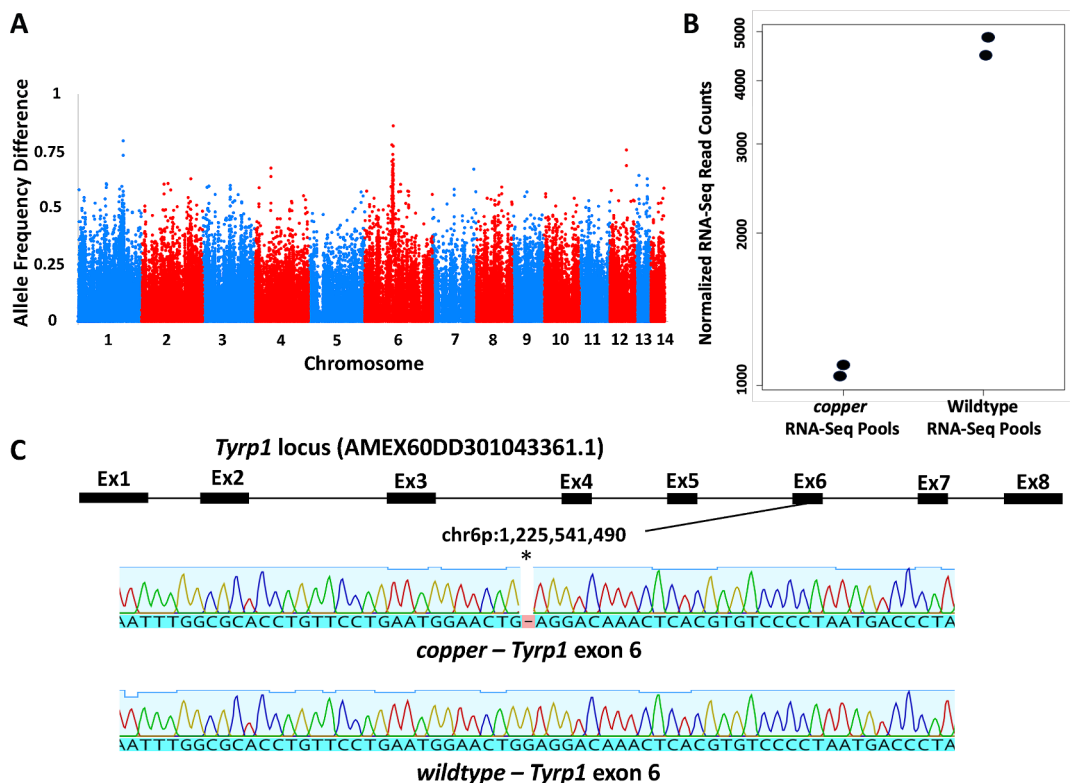 A
Allele Frequency Difference
1
0.75
0.5
0.25
0
1 2 3 4 5 6 7 8 9 10 11 12 13 14
Chromosome
B
Normalized RNA-Seq Read Counts
5000
4000
3000
2000
1000
copper Wildtype
RNA-Seq Pools RNA-Seq Pools
C
Tyrp1 locus (AMEX60DD301043361.1)
Ex1 Ex2 Ex3 Ex4 Ex5 Ex6 Ex7 Ex8
chr6p:1,225,541,490
*
AATTTGGCGCACCTGTTCCTGAATGGAACTG-AGGACAAACTCACGTGTCCCCTAATGACCCTA
copper – Tyrp1 exon 6
AATTTGGCGCACCTGTTCCTGAATGGAACTGGAGGACAAACTCACGTGTCCCCTAATGACCCTA
wildtype – Tyrp1 exon 6